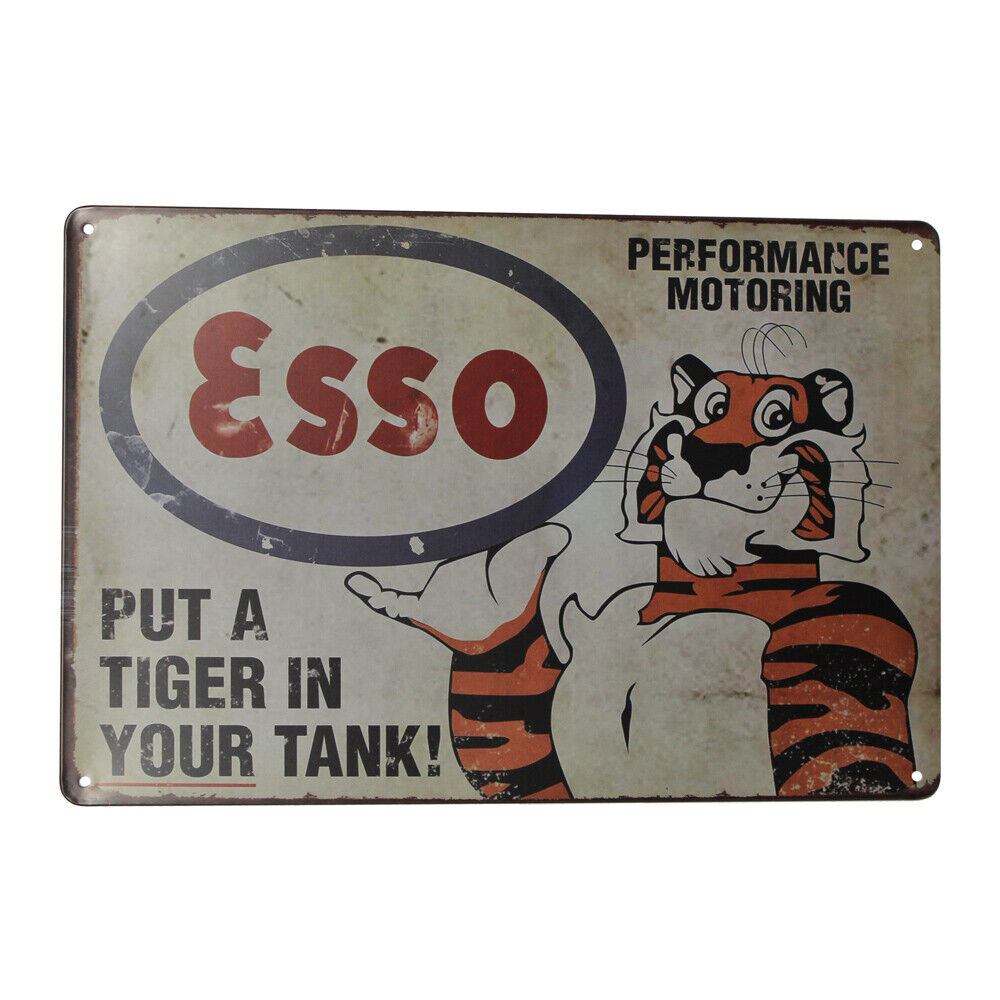 Esso
PERFORMANCE
MOTORING
PUT A
TIGER IN
YOUR TANK!